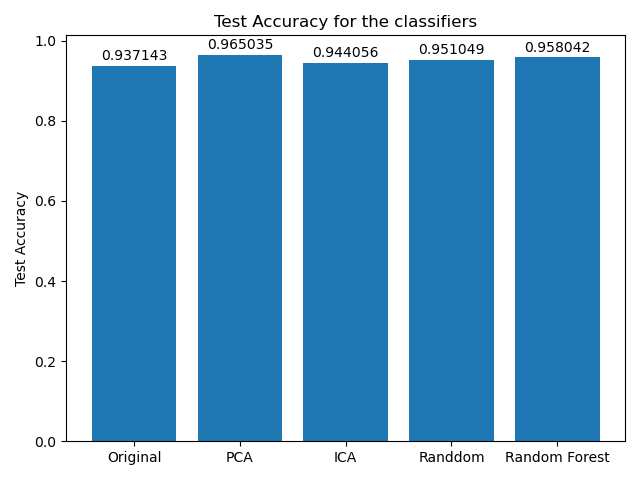 Test Accuracy for the classifiers
0.937143 0.965035 0.944056 0.951049 0.958042
1.0
0.8
0.6
0.4
0.2
0.0
Test Accuracy
Original PCA ICA Randdom Random Forest